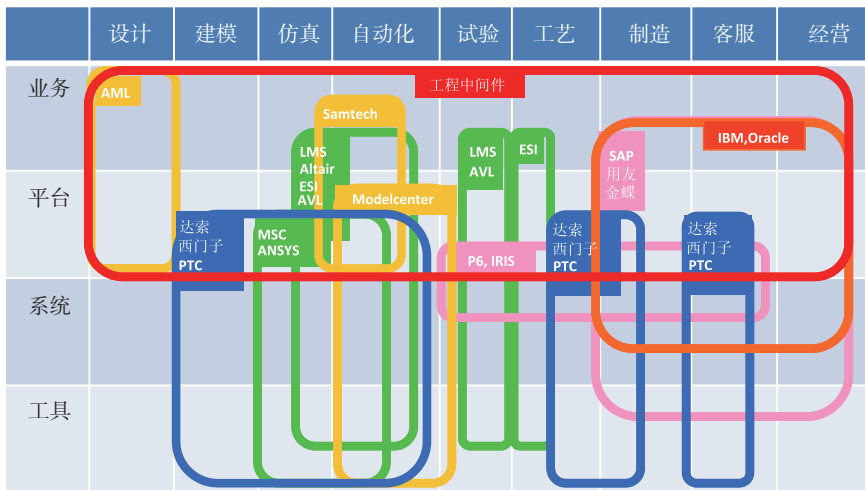 设计 建模 仿真 自动化 试验 工艺 制造 客服 经营
业务
AML
工程中间件
Samtech
IBM,Oracle
LMS
Altair
ESI
AVL
LMS
AVL
ESI
SAP
用友
金蝶
平台
Modelcenter
达索
西门子
PTC
MSC
ANSYS
P6, IRIS
达索
西门子
PTC
达索
西门子
PTC
系统
工具